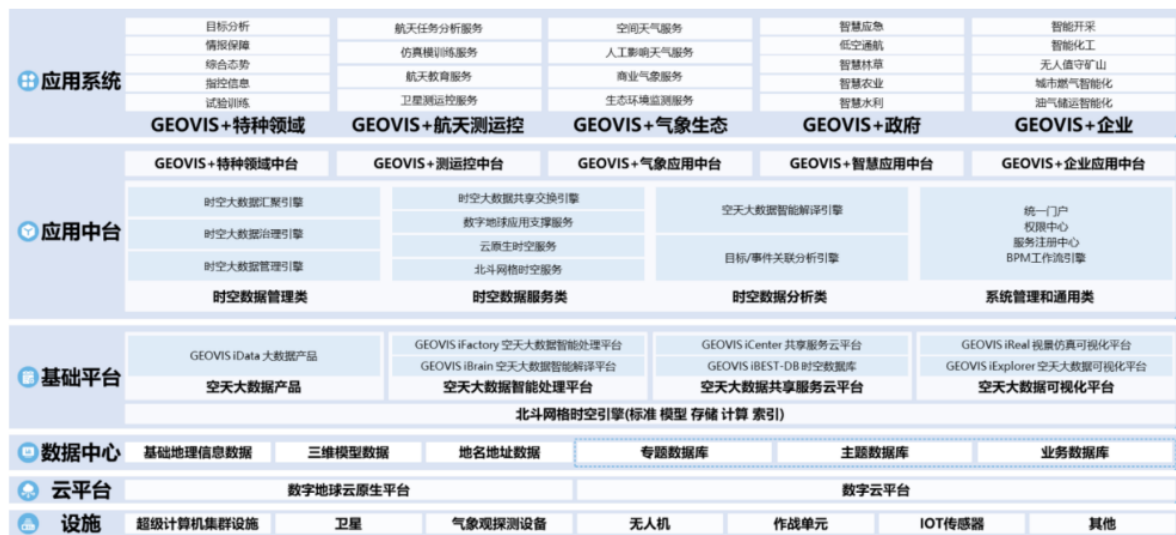 应用系统
目标分析
情报保障
综合态势
指控信息
试验训练
GEOVIS+特种领域
航天任务分析服务
仿真模训练服务
航天教育服务
卫星测运控服务
GEOVIS+航天测运控
空间天气服务
人工影响天气服务
商业气象服务
生态环境监测服务
GEOVIS+气象生态
智慧应急
低空通航
智慧林草
智慧农业
智慧水利
GEOVIS+政府
智能开采
智能化工
无人值守矿山
城市燃气智能化
油气储运智能化
GEOVIS+企业
应用中台
GEOVIS+特种领域中台
GEOVIS+测运控中台
GEOVIS+气象应用中台
GEOVIS+智慧应用中台
GEOVIS+企业应用中台
时空大数据汇聚引擎
时空大数据治理引擎
时空大数据管理引擎
时空数据管理类
时空大数据共享交换引擎
数字地球应用支撑服务
云原生时空服务
北斗网格时空服务
时空数据服务类
空天大数据智能解译引擎
目标/事件关联分析引擎
时空数据分析类
统一门户
权限中心
服务注册中心
BPM工作流引擎
系统管理和通用类
基础平台
GEOVIS iData 大数据产品
空天大数据产品
GEOVIS iFactory 空天大数据智能处理平台
GEOVIS iBrain 空天大数据智能解译平台
空天大数据智能处理平台
GEOVIS iCenter 共享服务云平台
GEOVIS iBEST-DB 时空数据库
空天大数据共享服务云平台
GEOVIS iReal 视景仿真可视化平台
GEOVIS iExplorer 空天大数据可视化平台
空天大数据可视化平台
北斗网格时空引擎(标准 模型 存储 计算 索引)
数据中心
基础地理信息数据
三维模型数据
地名地址数据
专题数据库
主题数据库
业务数据库
云平台
数字地球云原生平台
数字云平台
设施
超级计算机集群设施
卫星
气象观探测设备
无人机
作战单元
IOT传感器
其他